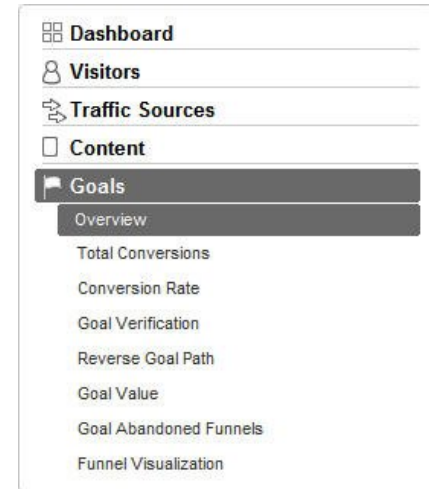 Dashboard
Visitors
Traffic Sources
Content
Goals
Overview
Total Conversions
Conversion Rate
Goal Verification
Reverse Goal Path
Goal Value
Goal Abandoned Funnels
Funnel Visualization